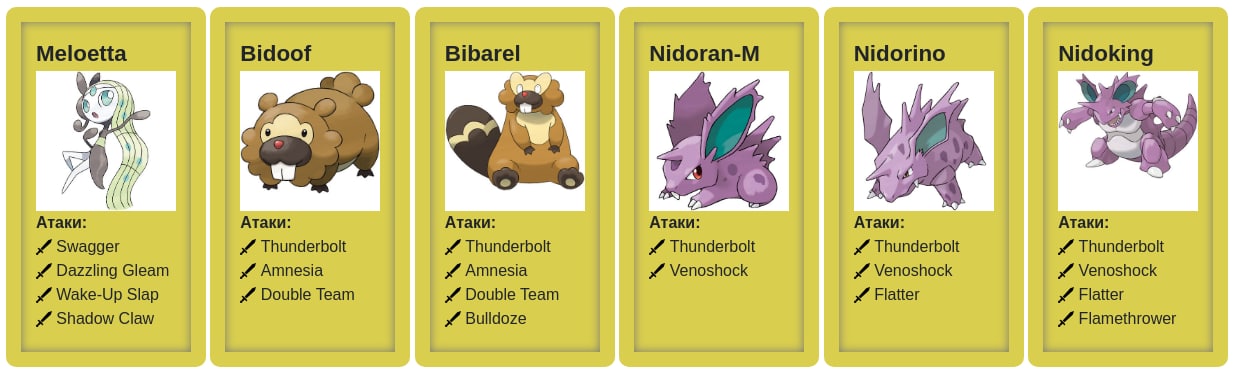 Meloetta
Атаки:
Swagger
Dazzling Gleam
Wake-Up Slap
Shadow Claw
Bidoof
Атаки:
Thunderbolt
Amnesia
Double Team
Bibarel
Атаки:
Thunderbolt
Amnesia
Double Team
Bulldoze
Nidoran-M
Атаки:
Thunderbolt
Venoshock
Nidorino
Атаки:
Thunderbolt
Venoshock
Flatter
Nidoking
Атаки:
Thunderbolt
Venoshock
Flatter
Flamethrower